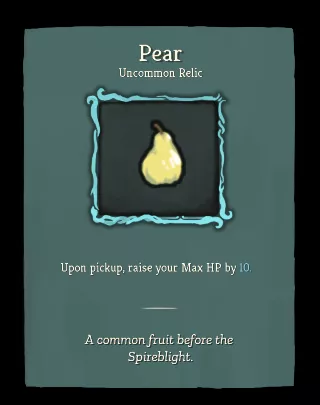 Pear
Uncommon Relic
Upon pickup, raise your Max HP by 10.
A common fruit before the
Spireblight.